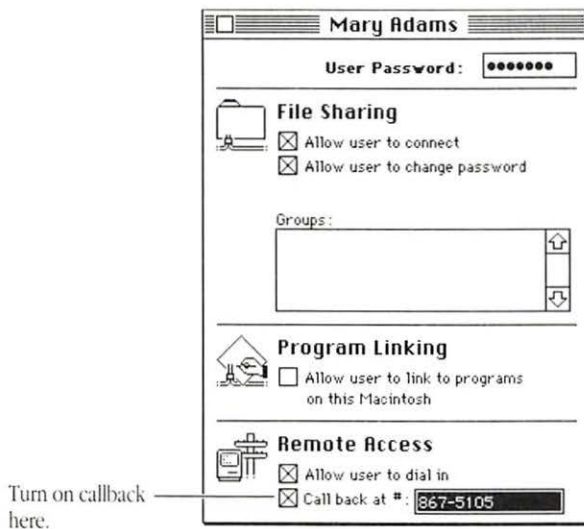 Mary Adams
User Password:
File Sharing
Allow user to connect
Allow user to change password
Groups:
Program Linking
Allow user to link to programs
on this Macintosh
Remote Access
Allow user to dial in
Call back at #: 867-5105
Turn on callback
here.